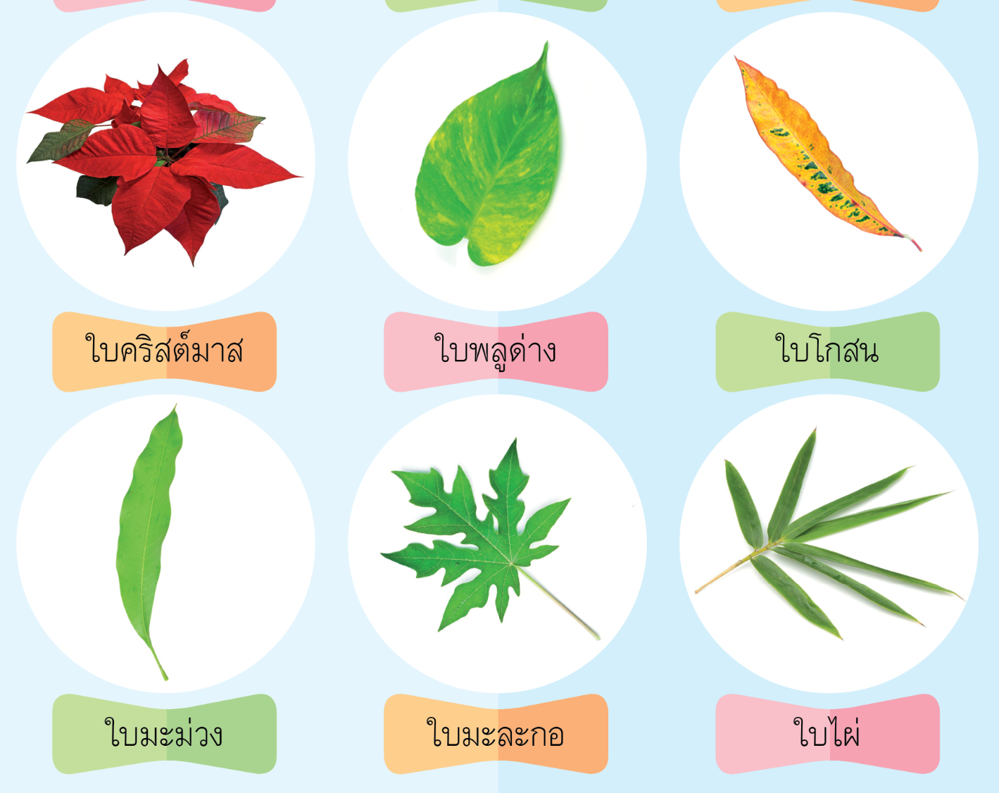 ใบคริสต์มาส
ใบพลูด่าง
ใบโกสน
ใบมะม่วง
ใบมะละกอ
ใบไผ่